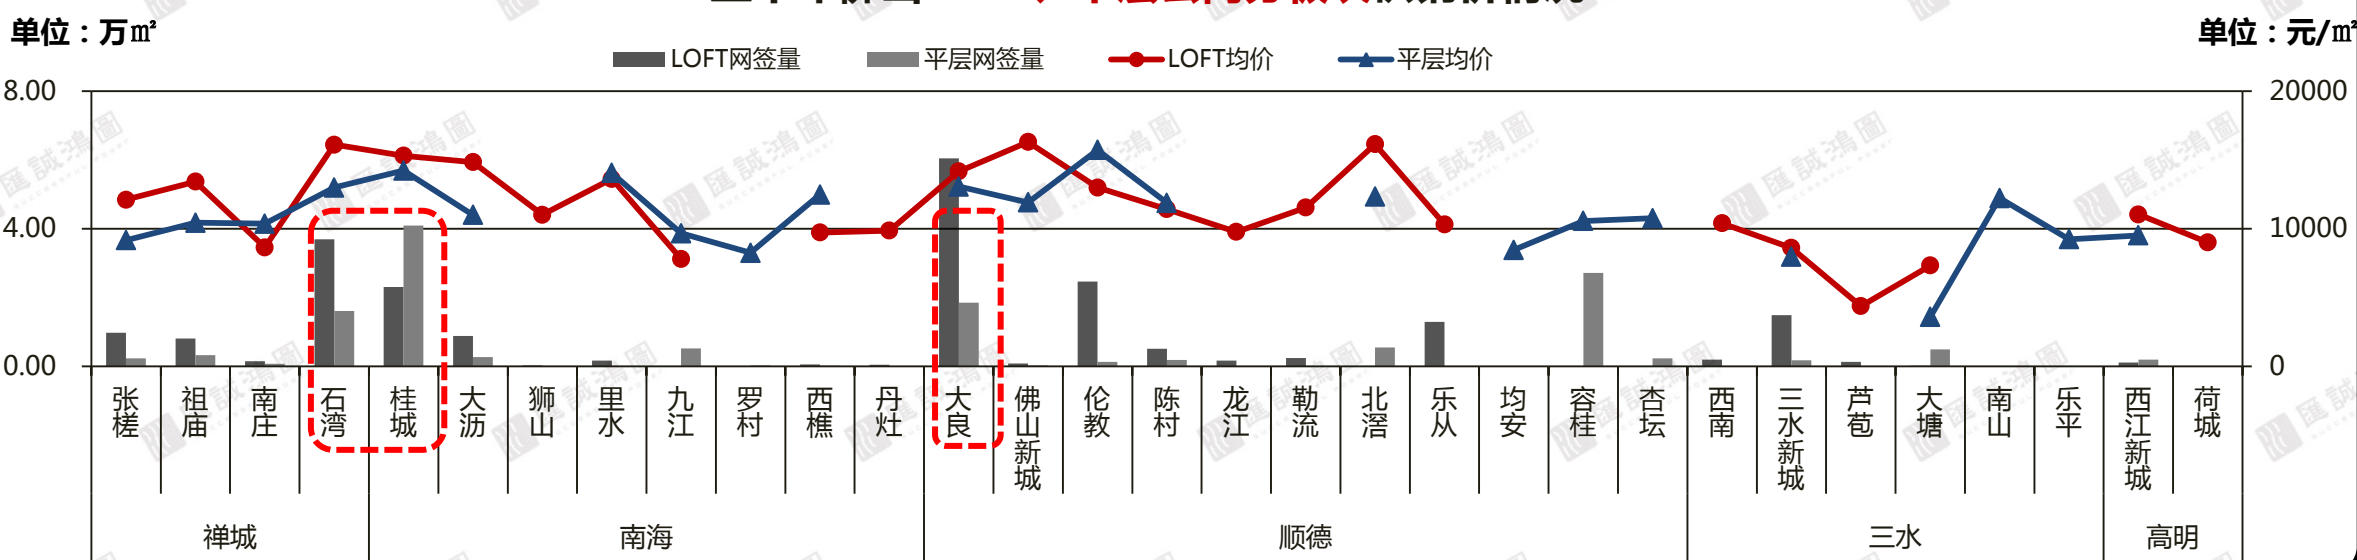 单位：万㎡
单位：元/㎡
LOFT网签量 平层网签量 LOFT均价 平层均价
8.00
4.00
0.00
20000
10000
0
张槎 祖庙 南庄 石湾 桂城 大沥 狮山 里水 九江 罗村 西樵 丹灶 大良 佛山新城 伦教 陈村 龙江 勒流 北滘 乐从 均安 容桂 杏坛 西南 三水新城 芦苞 大塘 南山 乐平 西江新城 荷城
禅城 南海 顺德 三水 高明
匯誠鴻圖